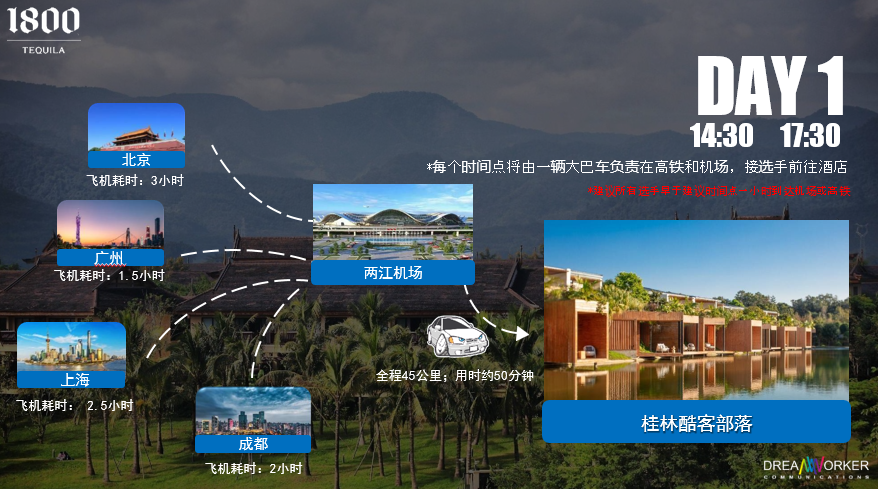 1800
TEQUILA
DAY 1
14:30 17:30
*每个时间点将由一辆大巴车负责在高铁和机场，接选手前往酒店
北京
飞机耗时：3小时
广州
飞机耗时：1.5小时
两江机场
上海
飞机耗时： 2.5小时
全程45公里；用时约50分钟
成都
飞机耗时：2小时
桂林酷客部落
DREAMWORKER
COMMUNICATIONS